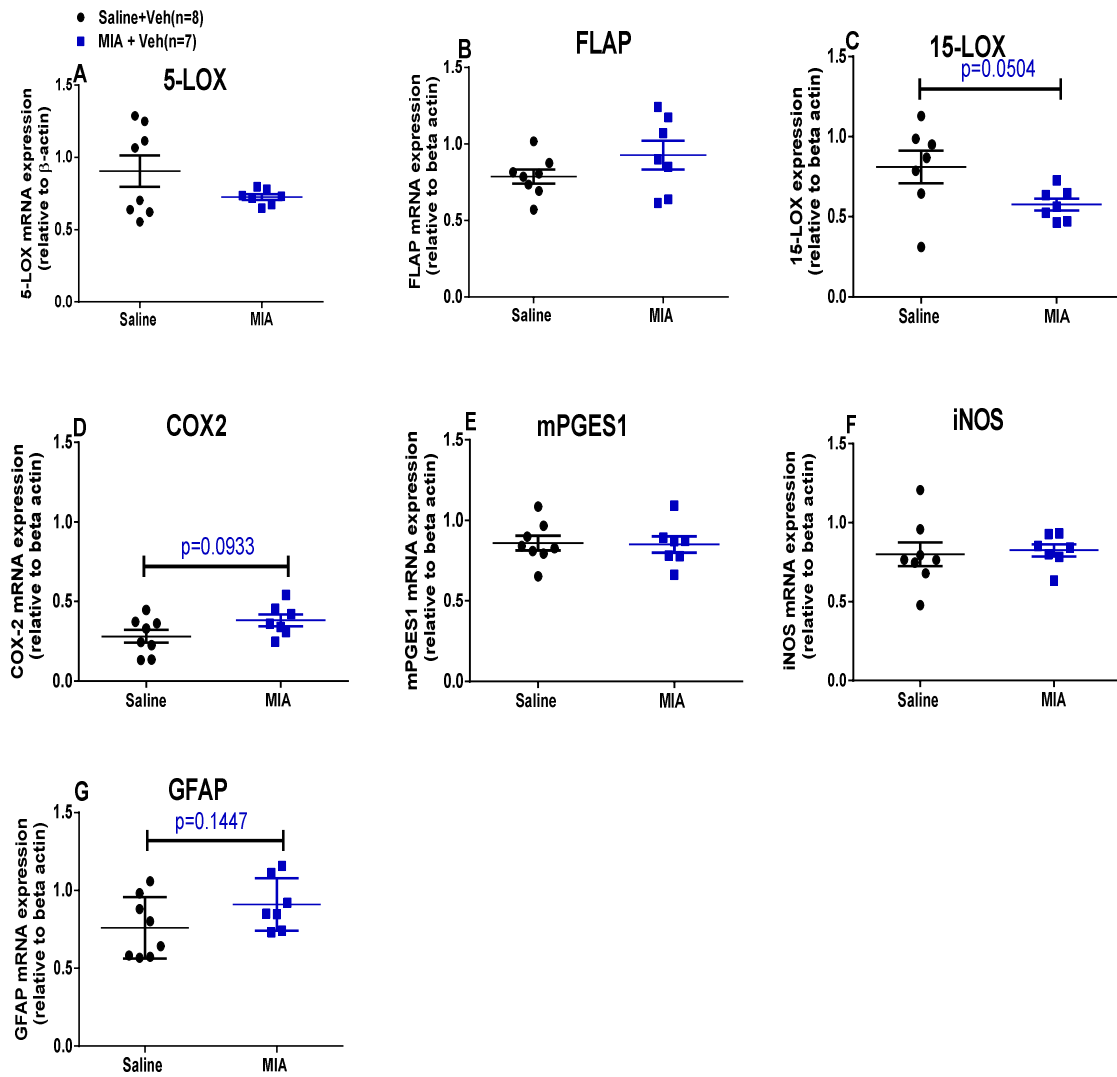 Saline+Veh(n=8)
MIA + Veh(n=7)
A
5-LOX
5-LOX mRNA expression
(relative to β-actin)
1.5
1.0
0.5
0.0
Saline
MIA
B
FLAP
FLAP mRNA expression
(relative to beta actin)
1.5
1.0
0.5
0.0
Saline
MIA
C
15-LOX
p=0.0504
15-LOX expression
(relative to beta actin)
1.5
1.0
0.5
0.0
Saline
MIA
D
COX2
p=0.0933
COX-2 mRNA expression
(relative to beta actin)
1.5
1.0
0.5
0.0
Saline
MIA
E
mPGES1
mPGES1 mRNA expression
(relative to beta actin)
1.5
1.0
0.5
0.0
Saline
MIA
F
iNOS
iNOS mRNA expression
(relative to beta actin)
1.5
1.0
0.5
0.0
Saline
MIA
G
GFAP
p=0.1447
GFAP mRNA expression
(relative to beta actin)
1.5
1.0
0.5
0.0
Saline
MIA